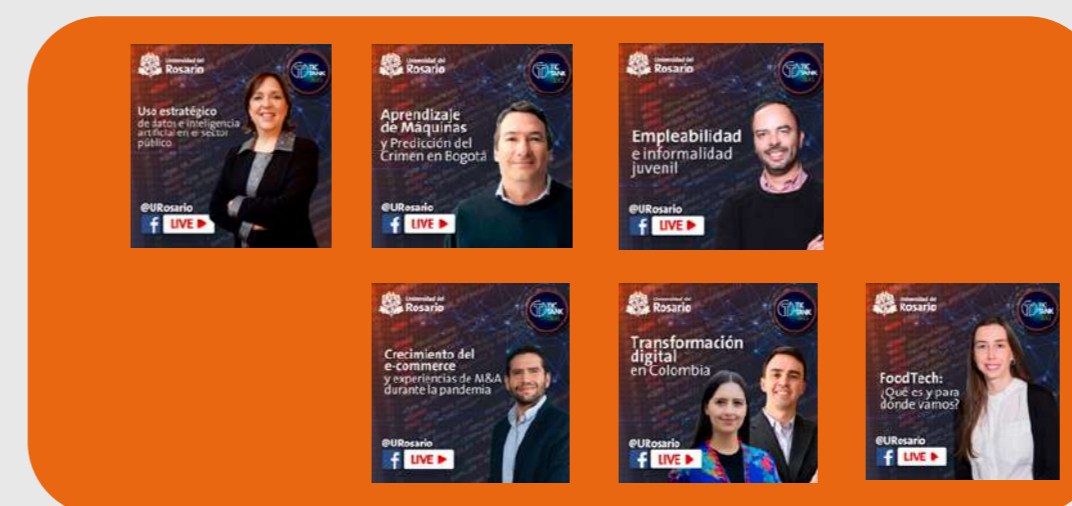 Universidad del
Rosario
TIC
TANK
Uso estratégico
de datos e inteligencia
artificial en el sector
público
@URosario
f LIVE
Universidad del
Rosario
TIC
TANK
Aprendizaje
de Máquinas
y Predicción del
Crimen en Bogotá
@URosario
f LIVE
Universidad del
Rosario
TIC
TANK
Empleabilidad
e informalidad
juvenil
@URosario
f LIVE
Universidad del
Rosario
TIC
TANK
Crecimiento del
e-commerce
y experiencias de M&A
durante la pandemia
@URosario
f LIVE
Universidad del
Rosario
TIC
TANK
Transformación
digital
en Colombia
@URosario
f LIVE
Universidad del
Rosario
TIC
TANK
FoodTech:
¿Qué es y para
dónde vamos?
@URosario
f LIVE